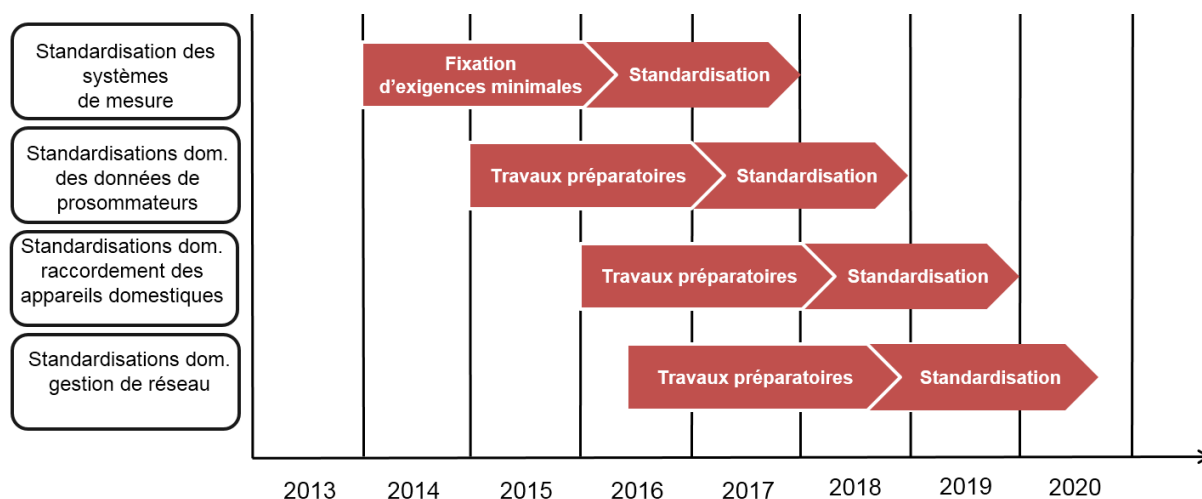 Standardisation des
systèmes
de mesure
Fixation
d'exigences minimales
Standardisation
Standardisations dom.
des données de
prosommateurs
Travaux préparatoires
Standardisation
Standardisations dom.
raccordement des
appareils domestiques
Travaux préparatoires
Standardisation
Standardisations dom.
gestion de réseau
Travaux préparatoires
Standardisation
2013
2014
2015
2016
2017
2018
2019
2020